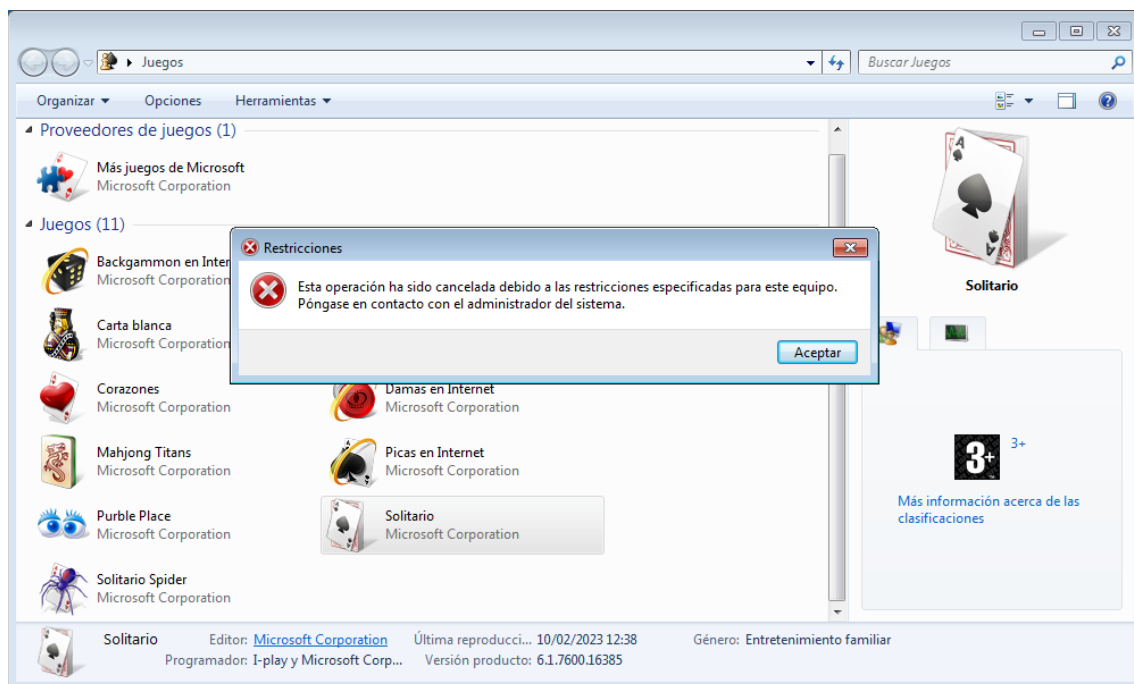 Juegos
Buscar Juegos
Organizar Opciones Herramientas
Proveedores de juegos (1)
Más juegos de Microsoft
Microsoft Corporation
Juegos (11)
Backgammon en Inter
Microsoft Corporation
Carta blanca
Microsoft Corporation
Corazones
Microsoft Corporation
Damas en Internet
Microsoft Corporation
Mahjong Titans
Microsoft Corporation
Picas en Internet
Microsoft Corporation
Purble Place
Microsoft Corporation
Solitario
Microsoft Corporation
Solitario Spider
Microsoft Corporation
Restricciones
Esta operación ha sido cancelada debido a las restricciones especificadas para este equipo.
Póngase en contacto con el administrador del sistema.
Aceptar
A
Solitario
3+
3+
Más información acerca de las
clasificaciones
Solitario Editor: Microsoft Corporation Última reproducci... 10/02/2023 12:38 Género: Entretenimiento familiar
Programador: I-play y Microsoft Corp... Versión producto: 6.1.7600.16385